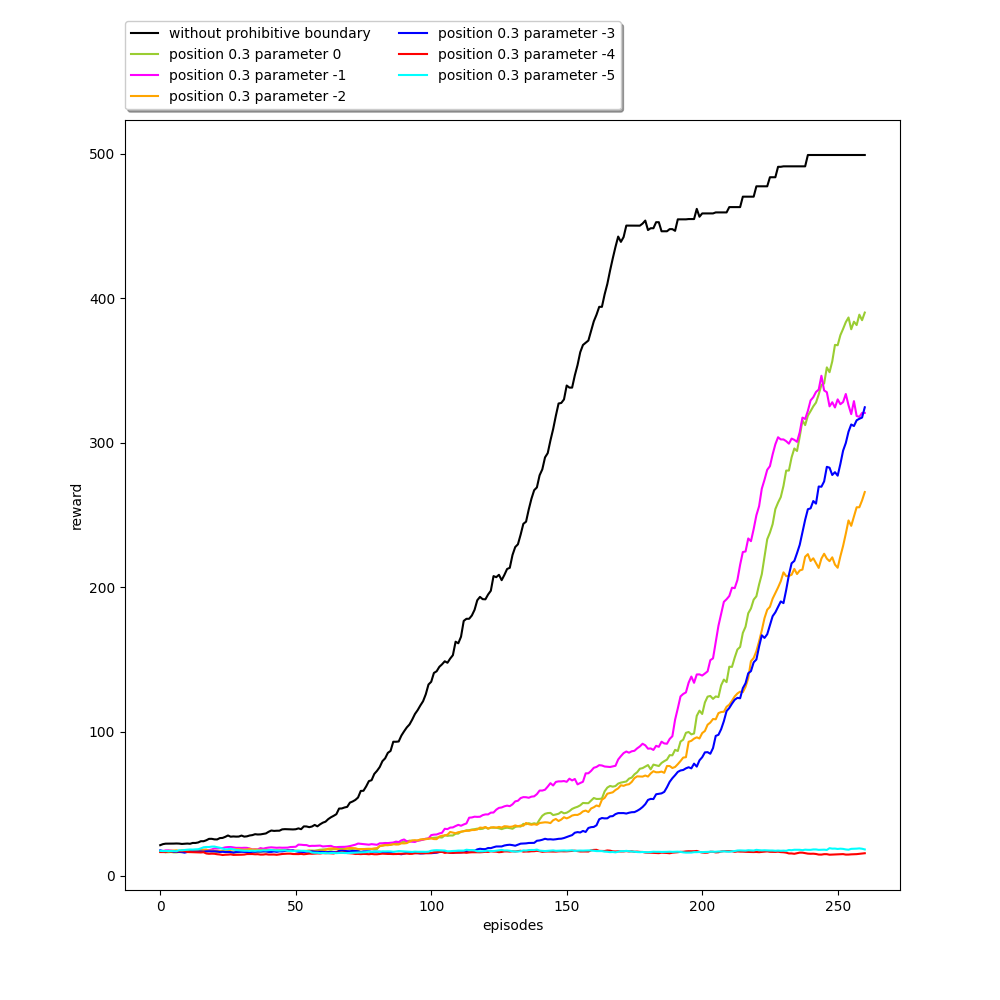 without prohibitive boundary
position 0.3 parameter 0
position 0.3 parameter -1
position 0.3 parameter -2
position 0.3 parameter -3
position 0.3 parameter -4
position 0.3 parameter -5
500
400
300
200
100
0
reward
0 50 100 150 200 250
episodes